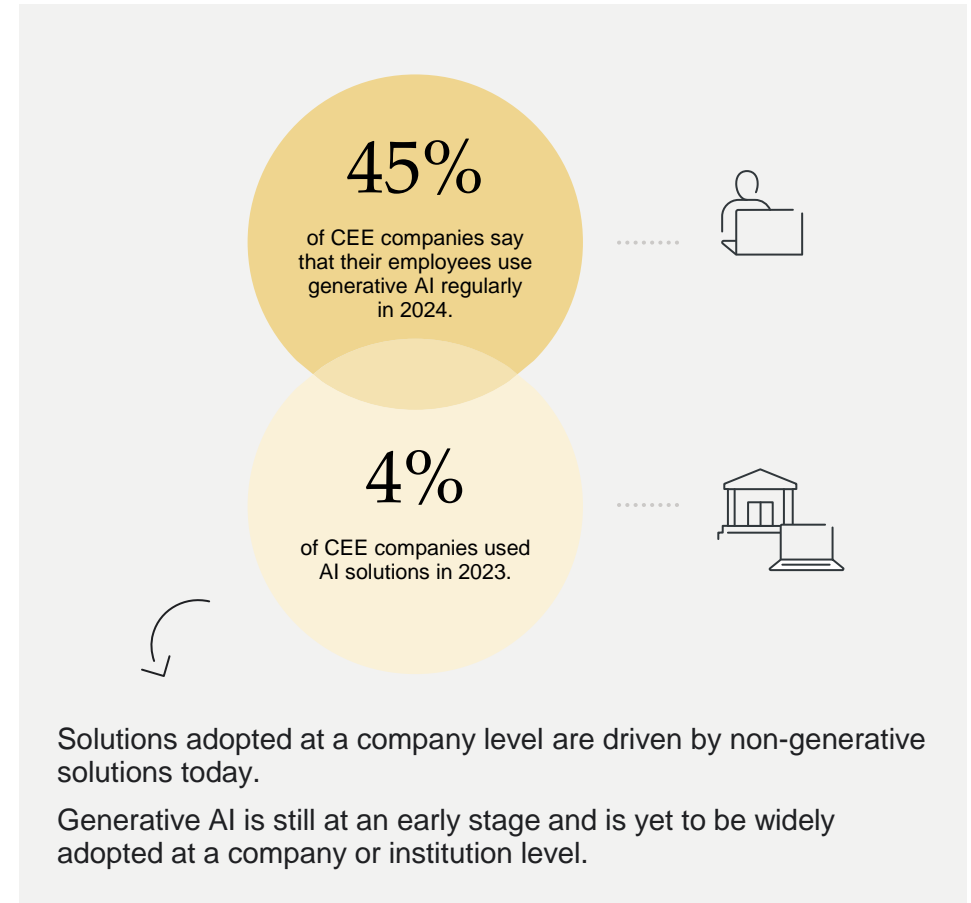 45%
of CEE companies say
that their employees use
generative AI regularly
in 2024.
4%
of CEE companies used
AI solutions in 2023.
Solutions adopted at a company level are driven by non-generative
solutions today.
Generative AI is still at an early stage and is yet to be widely
adopted at a company or institution level.